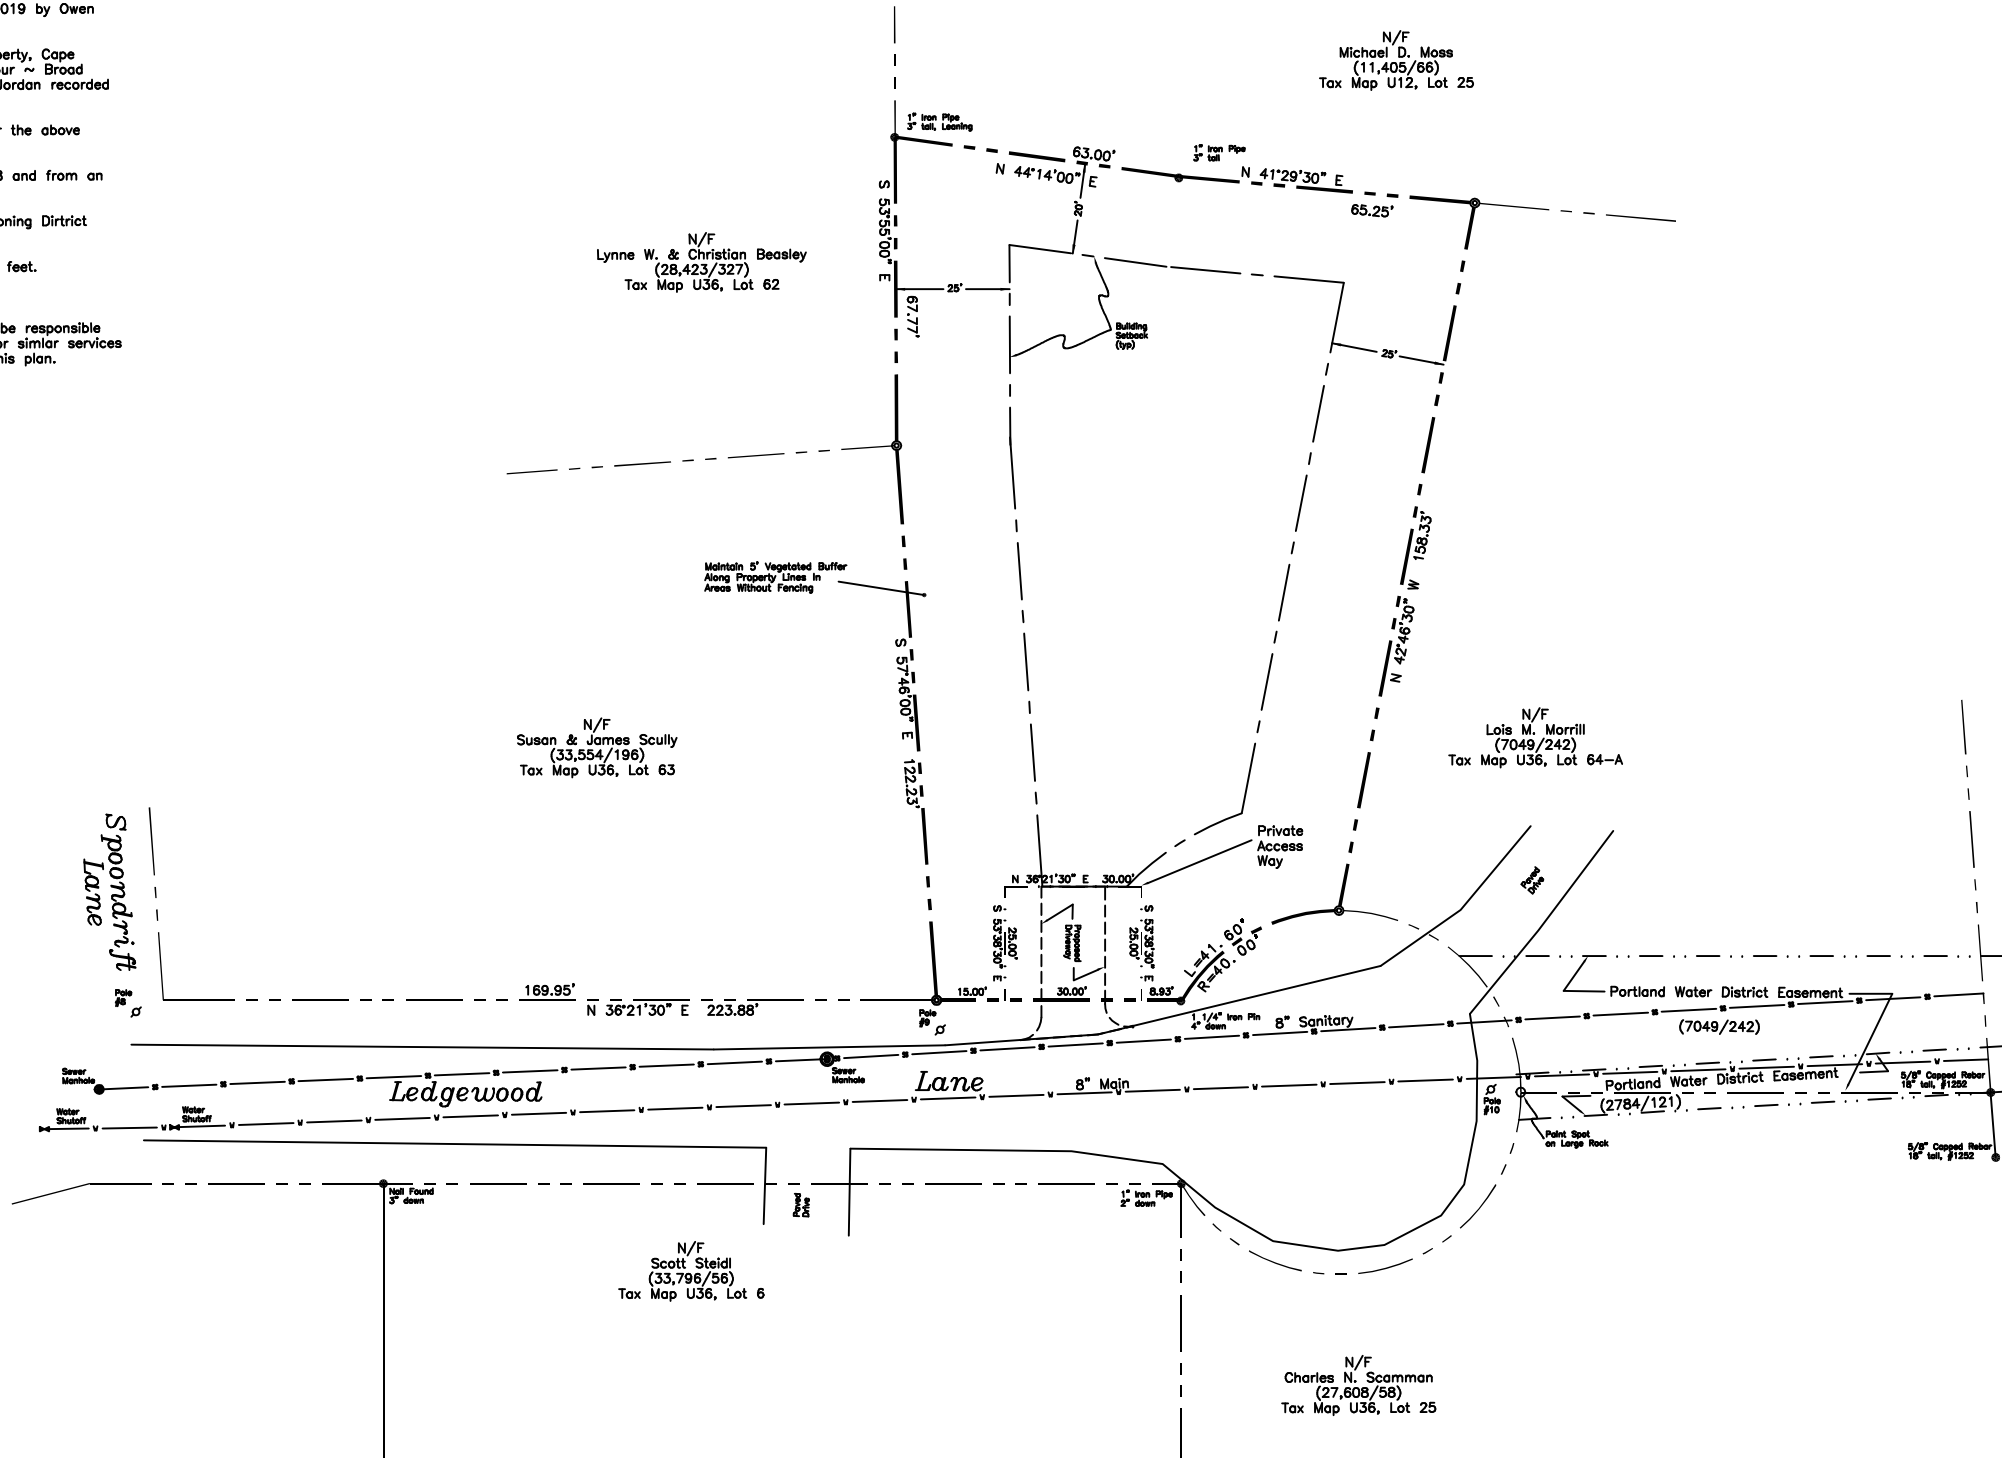 019 by Owen
erty, Cape
our ~ Broad
Jordan recorded
r the above
3 and from an
oning Dirtrict
feet.
be responsible
or simlar services
his plan.
N/F
Michael D. Moss
(11,405/66)
Tax Map U12, Lot 25
1" Iron Pipe
3" tall, Leaning
63.00'
N 44°14'00" E
1" Iron Pipe
3" tall
N 41°29'30" E
65.25'
20'
S 53°55'00" E
67.77'
25'
N/F
Lynne W. & Christian Beasley
(28,423/327)
Tax Map U36, Lot 62
Building
Setback
(typ)
25'
N 42°46'30" W 158.33'
Maintain 5' Vegetated Buffer
Along Property Lines In
Areas Without Fencing
S 57°46'00" E 122.23'
N/F
Susan & James Scully
(33,554/196)
Tax Map U36, Lot 63
N/F
Lois M. Morrill
(7049/242)
Tax Map U36, Lot 64-A
Spoondrift
Lane
Private
Access
Way
N 36°21'30" E 30.00'
S 53°38'30" E
25.00'
Proposed
Driveway
S 53°38'30" E
25.00'
L=41.60'
R=40.00'
Paved
Drive
Pole
#8
169.95'
N 36°21'30" E 223.88'
15.00'
30.00'
8.93'
Pole
#9
1 1/4" Iron Pin
4" down
8" Sanitary
Portland Water District Easement
(7049/242)
Sewer
Manhole
Sewer
Manhole
Ledgewood
Lane
8" Main
Water
Shutoff
Water
Shutoff
Pole
#10
Portland Water District Easement
(2784/121)
5/8" Capped Rebar
18" tall, #1252
Paint Spot
on Large Rock
5/8" Capped Rebar
18" tall, #1252
Nail Found
3" down
Paved
Drive
1" Iron Pipe
2" down
N/F
Scott Steidl
(33,796/56)
Tax Map U36, Lot 6
N/F
Charles N. Scamman
(27,608/58)
Tax Map U36, Lot 25